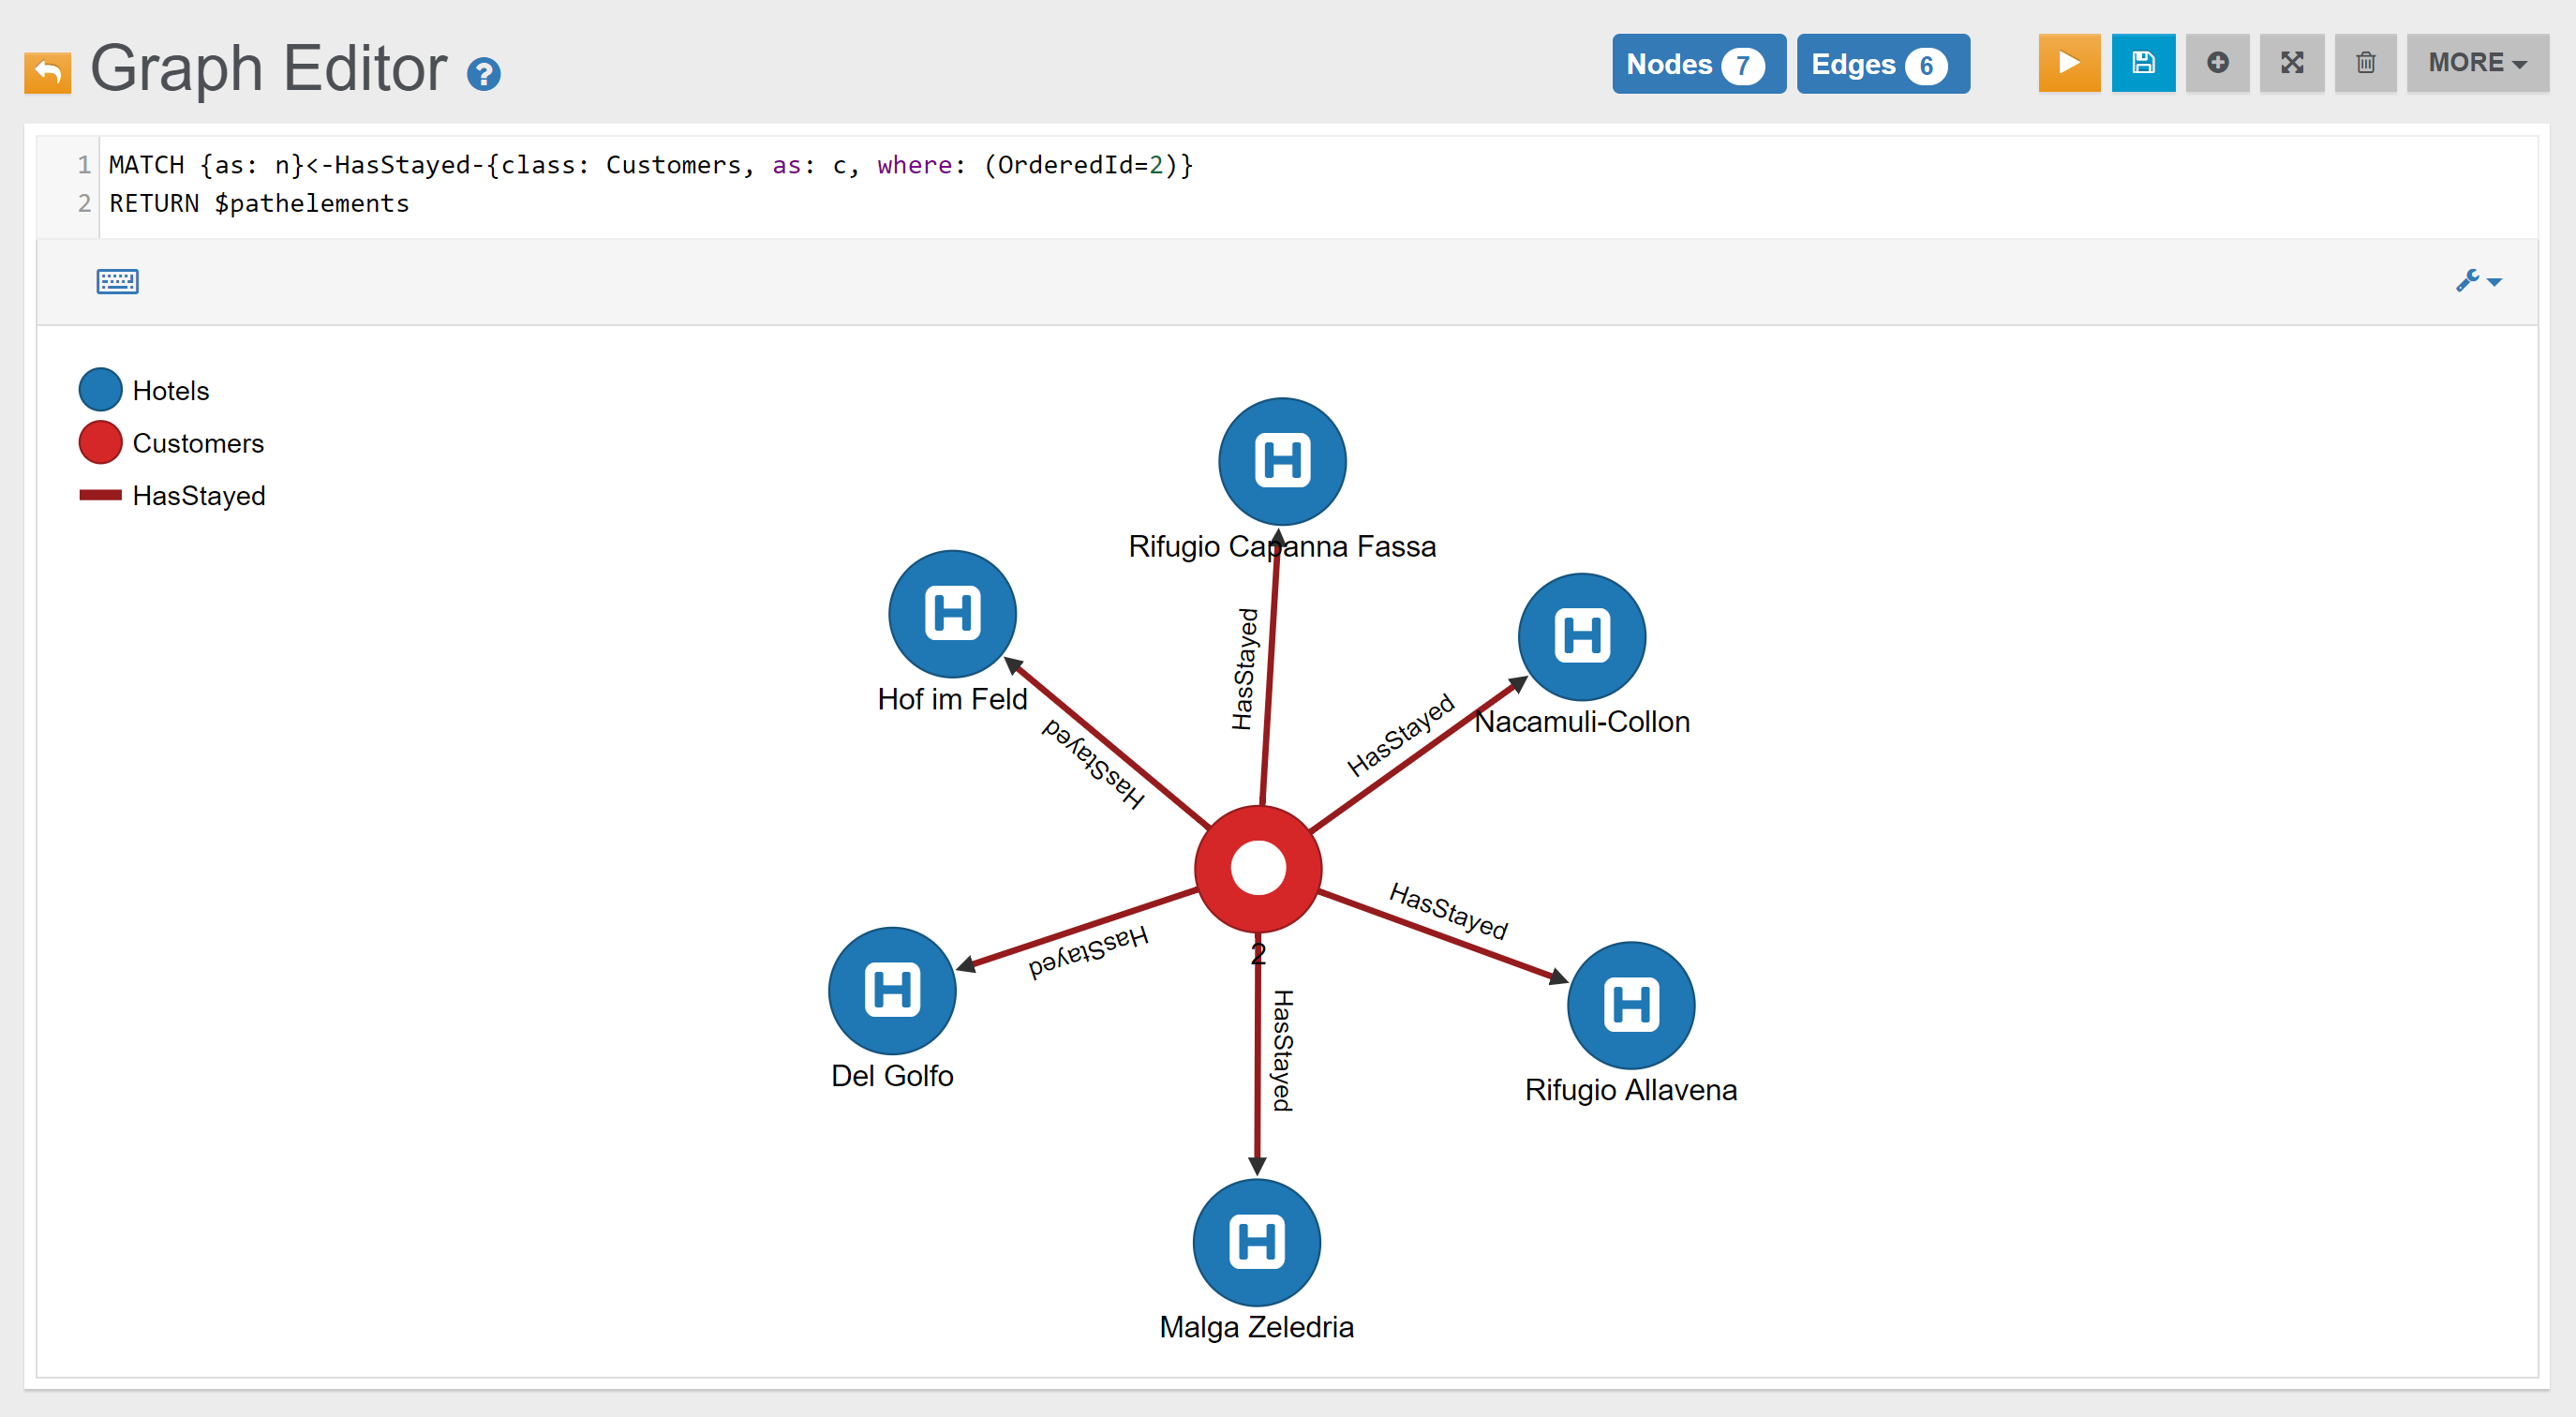 Graph Editor ?
Nodes 7
Edges 6
MORE
1 MATCH {as: n}<-HasStayed-{class: Customers, as: c, where: (OrderedId=2)}
2 RETURN $pathelements
Hotels
Customers
HasStayed
H
Rifugio Capanna Fassa
H
Hof im Feld
H
Nacamuli-Collon
HasStayed
HasStayed
HasStayed
HasStayed
HasStayed
2
HasStayed
H
Del Golfo
H
Rifugio Allavena
H
Malga Zeledria